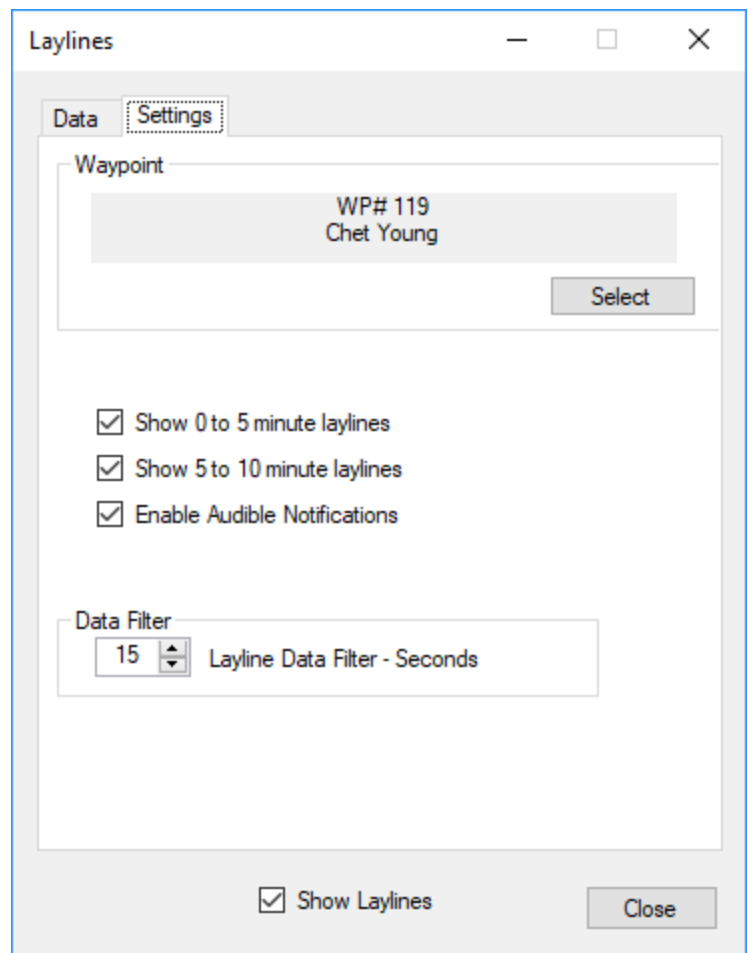 Laylines
Data
Settings
Waypoint
WP# 119
Chet Young
Select
Show 0 to 5 minute laylines
Show 5 to 10 minute laylines
Enable Audible Notifications
Data Filter
15
Layline Data Filter - Seconds
Show Laylines
Close